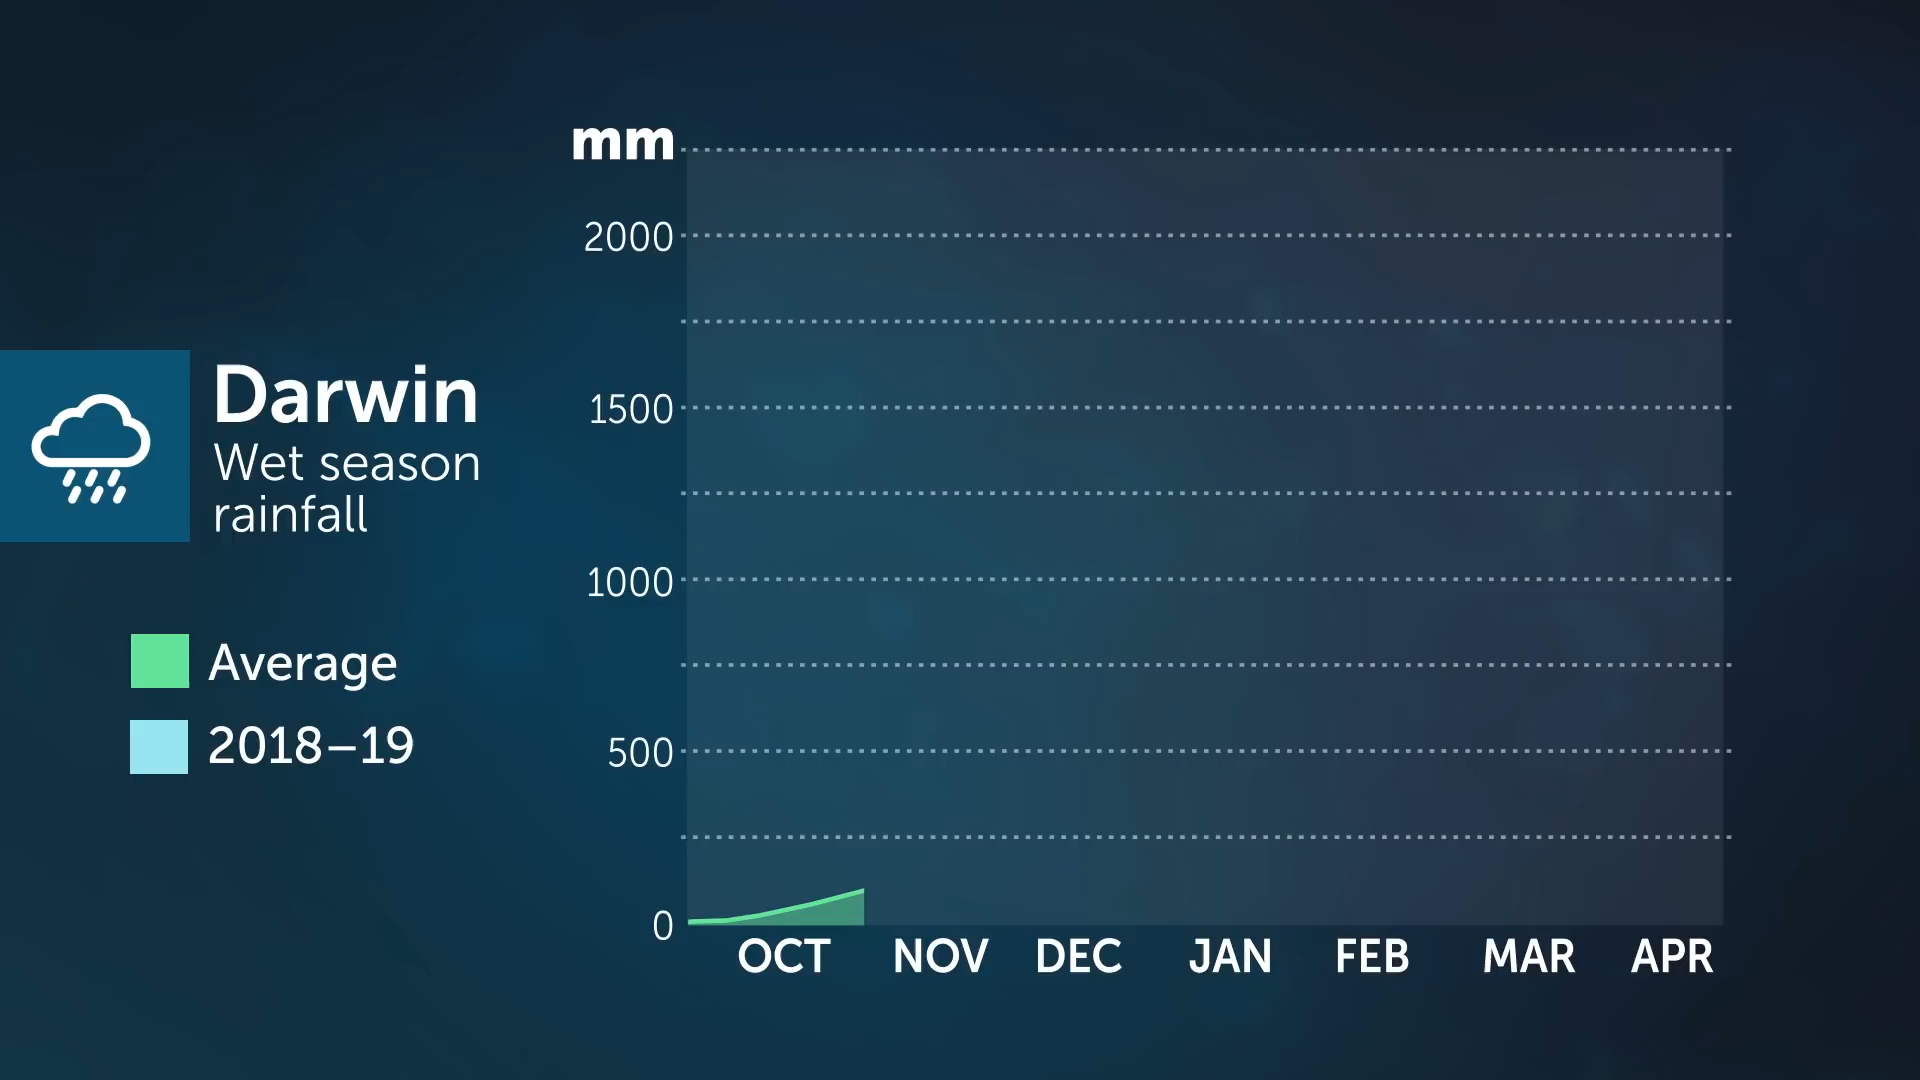 mm
2000
1500
1000
500
0
OCT NOV DEC JAN FEB MAR APR
Darwin
Wet season
rainfall
Average
2018–19